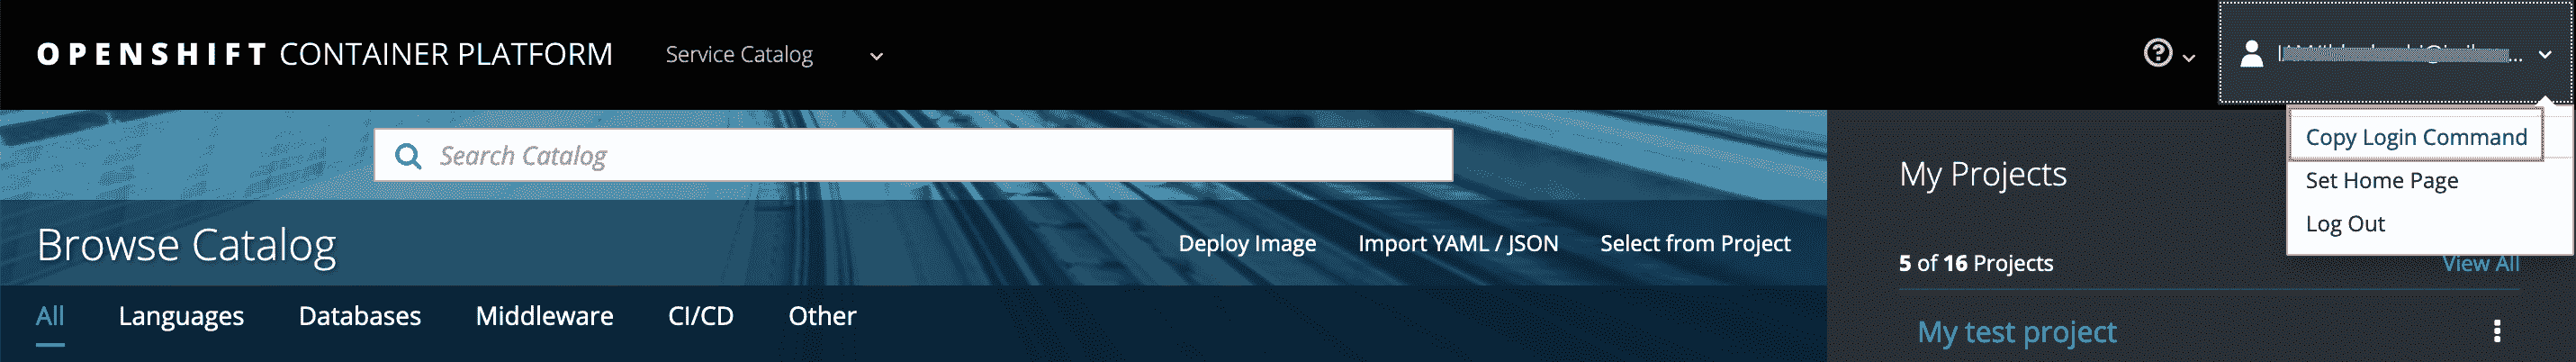 OPENSHIFT CONTAINER PLATFORM
Service Catalog
Search Catalog
Browse Catalog
Deploy Image
Import YAML / JSON
Select from Project
All
Languages
Databases
Middleware
CI/CD
Other
Copy Login Command
Set Home Page
Log Out
My Projects
5 of 16 Projects
View All
My test project